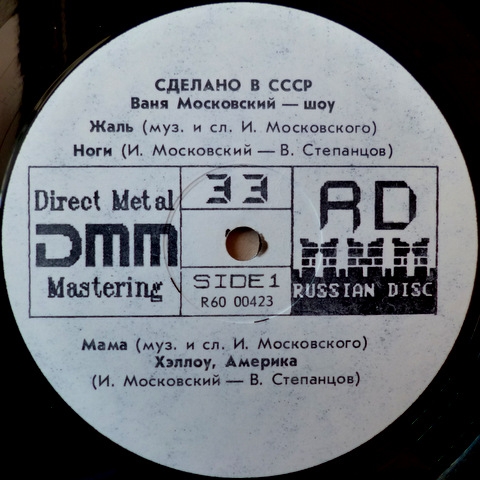 СДЕЛАНО В СССР
Ваня Московский — шоу
Жаль (муз. и сл. И. Московского)
Ноги (И. Московский — В. Степанцов)
Direct Metal
DMM
Mastering
33
SIDE 1
R60 00423
RD
RUSSIAN DISC
Мама (муз. и сл. И. Московского)
Хэллоу, Америка
(И. Московский — В. Степанцов)